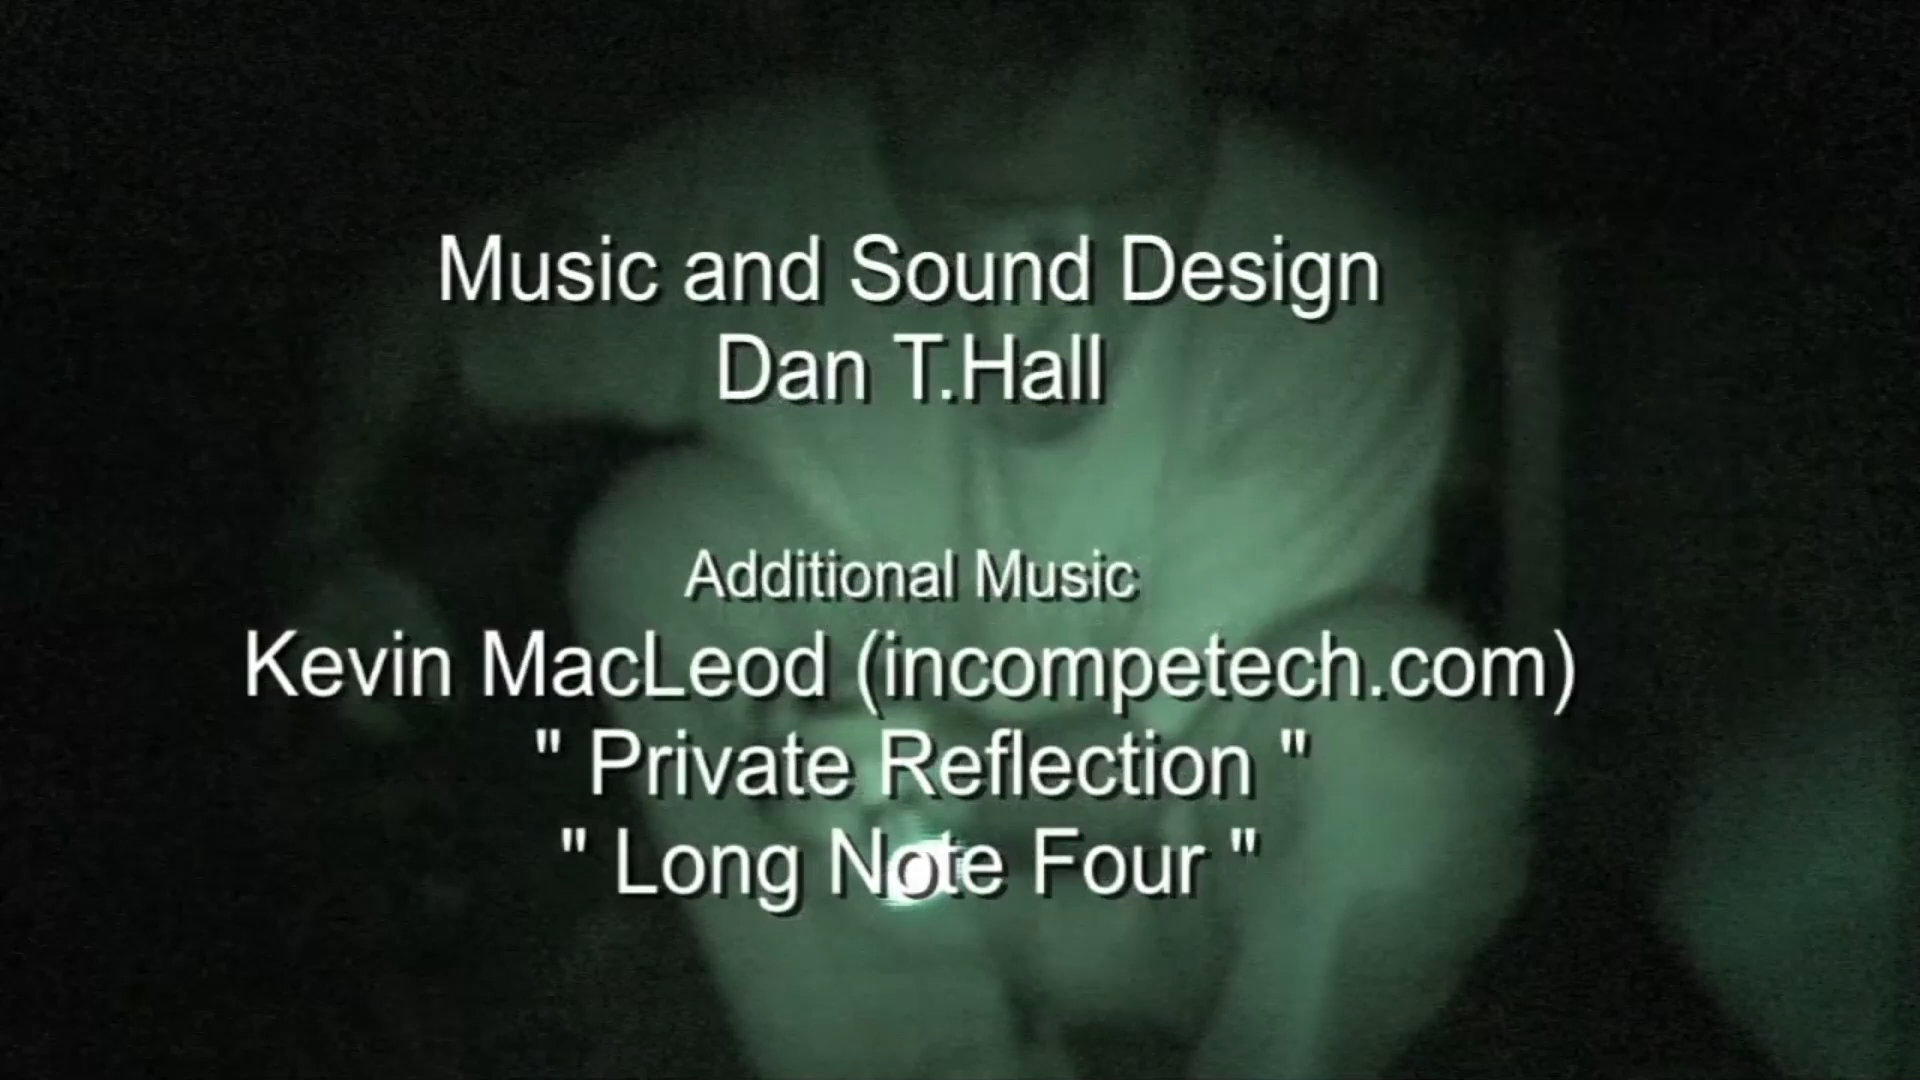 Music and Sound Design
Dan T.Hall
Additional Music
Kevin MacLeod (incompetech.com)
" Private Reflection "
" Long Note Four "